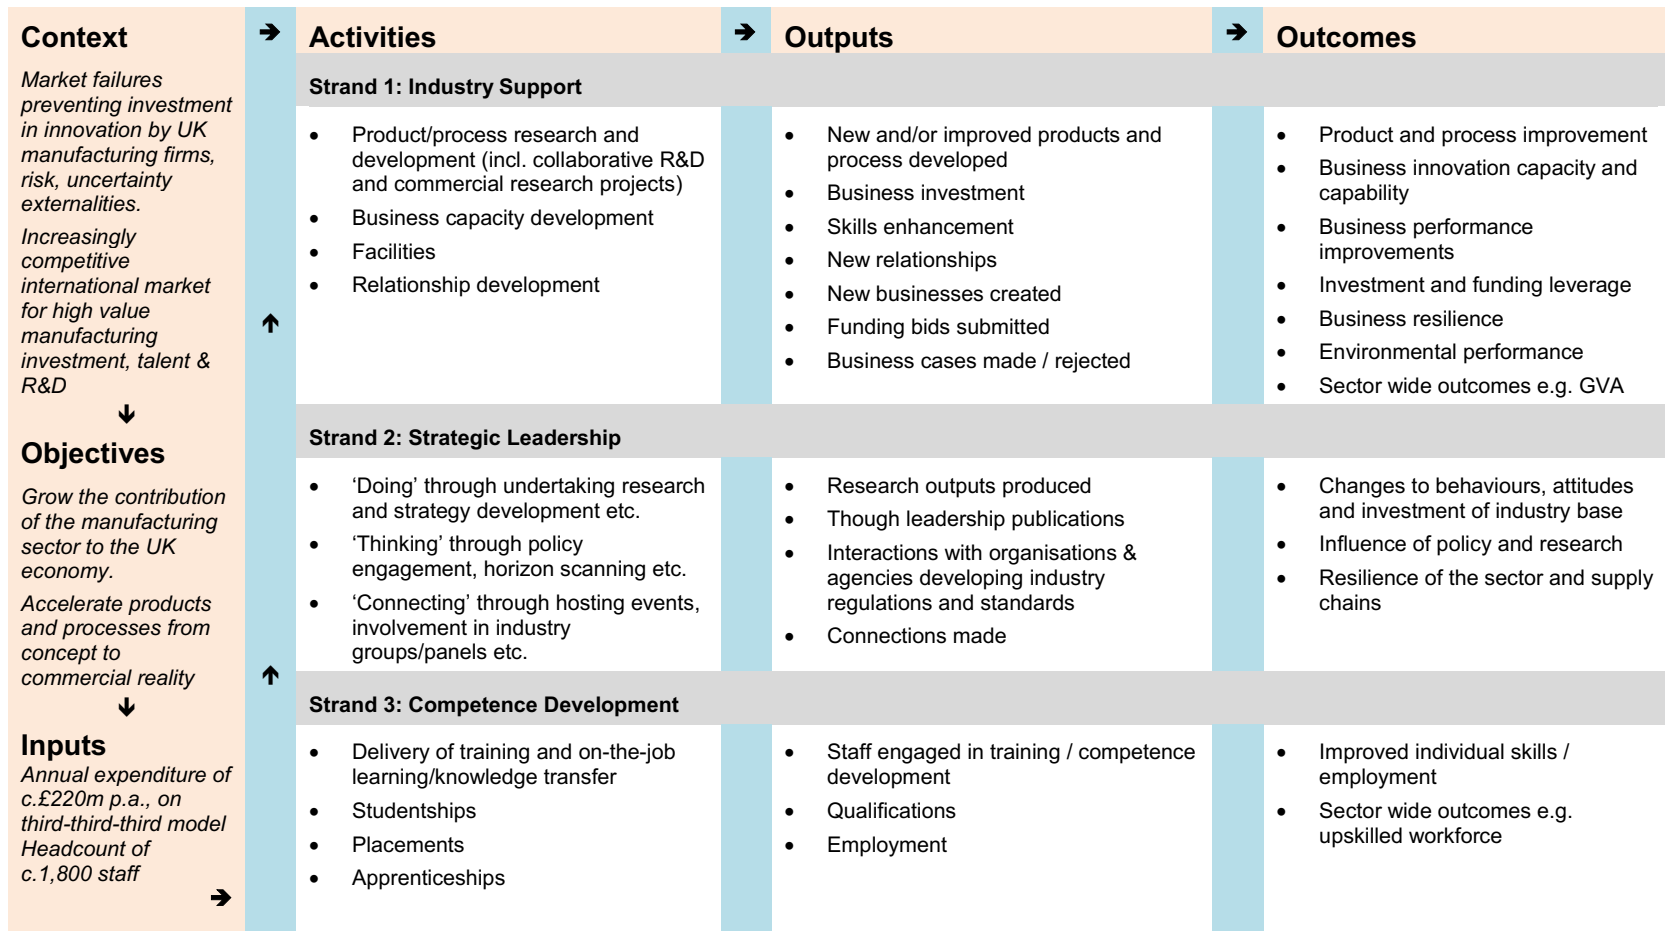 Context
Market failures
preventing investment
in innovation by UK
manufacturing firms,
risk, uncertainty
externalities.
Increasingly
competitive
international market
for high value
manufacturing
investment, talent &
R&D
Objectives
Grow the contribution
of the manufacturing
sector to the UK
economy.
Accelerate products
and processes from
concept to
commercial reality
Inputs
Annual expenditure of
c.£220m p.a., on
third-third-third model
Headcount of
c.1,800 staff
Activities
Outputs
Outcomes
Strand 1: Industry Support
• Product/process research and
development (incl. collaborative R&D
and commercial research projects)
• Business capacity development
• Facilities
• Relationship development
• New and/or improved products and
process developed
• Business investment
• Skills enhancement
• New relationships
• New businesses created
• Funding bids submitted
• Business cases made / rejected
• Product and process improvement
• Business innovation capacity and
capability
• Business performance
improvements
• Investment and funding leverage
• Business resilience
• Environmental performance
• Sector wide outcomes e.g. GVA
Strand 2: Strategic Leadership
• ‘Doing’ through undertaking research
and strategy development etc.
• ‘Thinking’ through policy
engagement, horizon scanning etc.
• ‘Connecting’ through hosting events,
involvement in industry
groups/panels etc.
• Research outputs produced
• Though leadership publications
• Interactions with organisations &
agencies developing industry
regulations and standards
• Connections made
• Changes to behaviours, attitudes
and investment of industry base
• Influence of policy and research
• Resilience of the sector and supply
chains
Strand 3: Competence Development
• Delivery of training and on-the-job
learning/knowledge transfer
• Studentships
• Placements
• Apprenticeships
• Staff engaged in training / competence
development
• Qualifications
• Employment
• Improved individual skills /
employment
• Sector wide outcomes e.g.
upskilled workforce